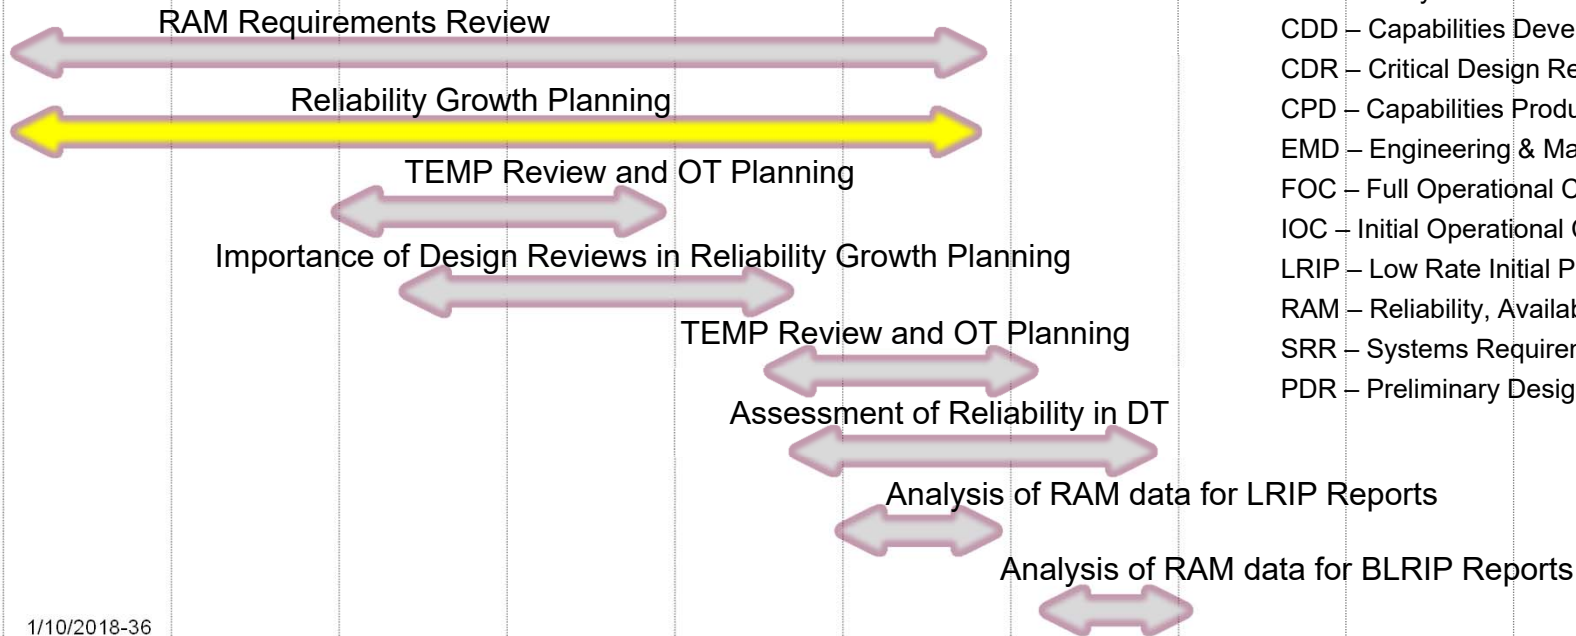 RAM Requirements Review
Reliability Growth Planning
TEMP Review and OT Planning
Importance of Design Reviews in Reliability Growth Planning
TEMP Review and OT Planning
Assessment of Reliability in DT
Analysis of RAM data for LRIP Reports
Analysis of RAM data for BLRIP Reports
1/10/2018-36
CDD – Capabilities Deve
CDR – Critical Design Re
CPD – Capabilities Produ
EMD – Engineering & Ma
FOC – Full Operational C
IOC – Initial Operational C
LRIP – Low Rate Initial P
RAM – Reliability, Availab
SRR – Systems Requirem
PDR – Preliminary Desig